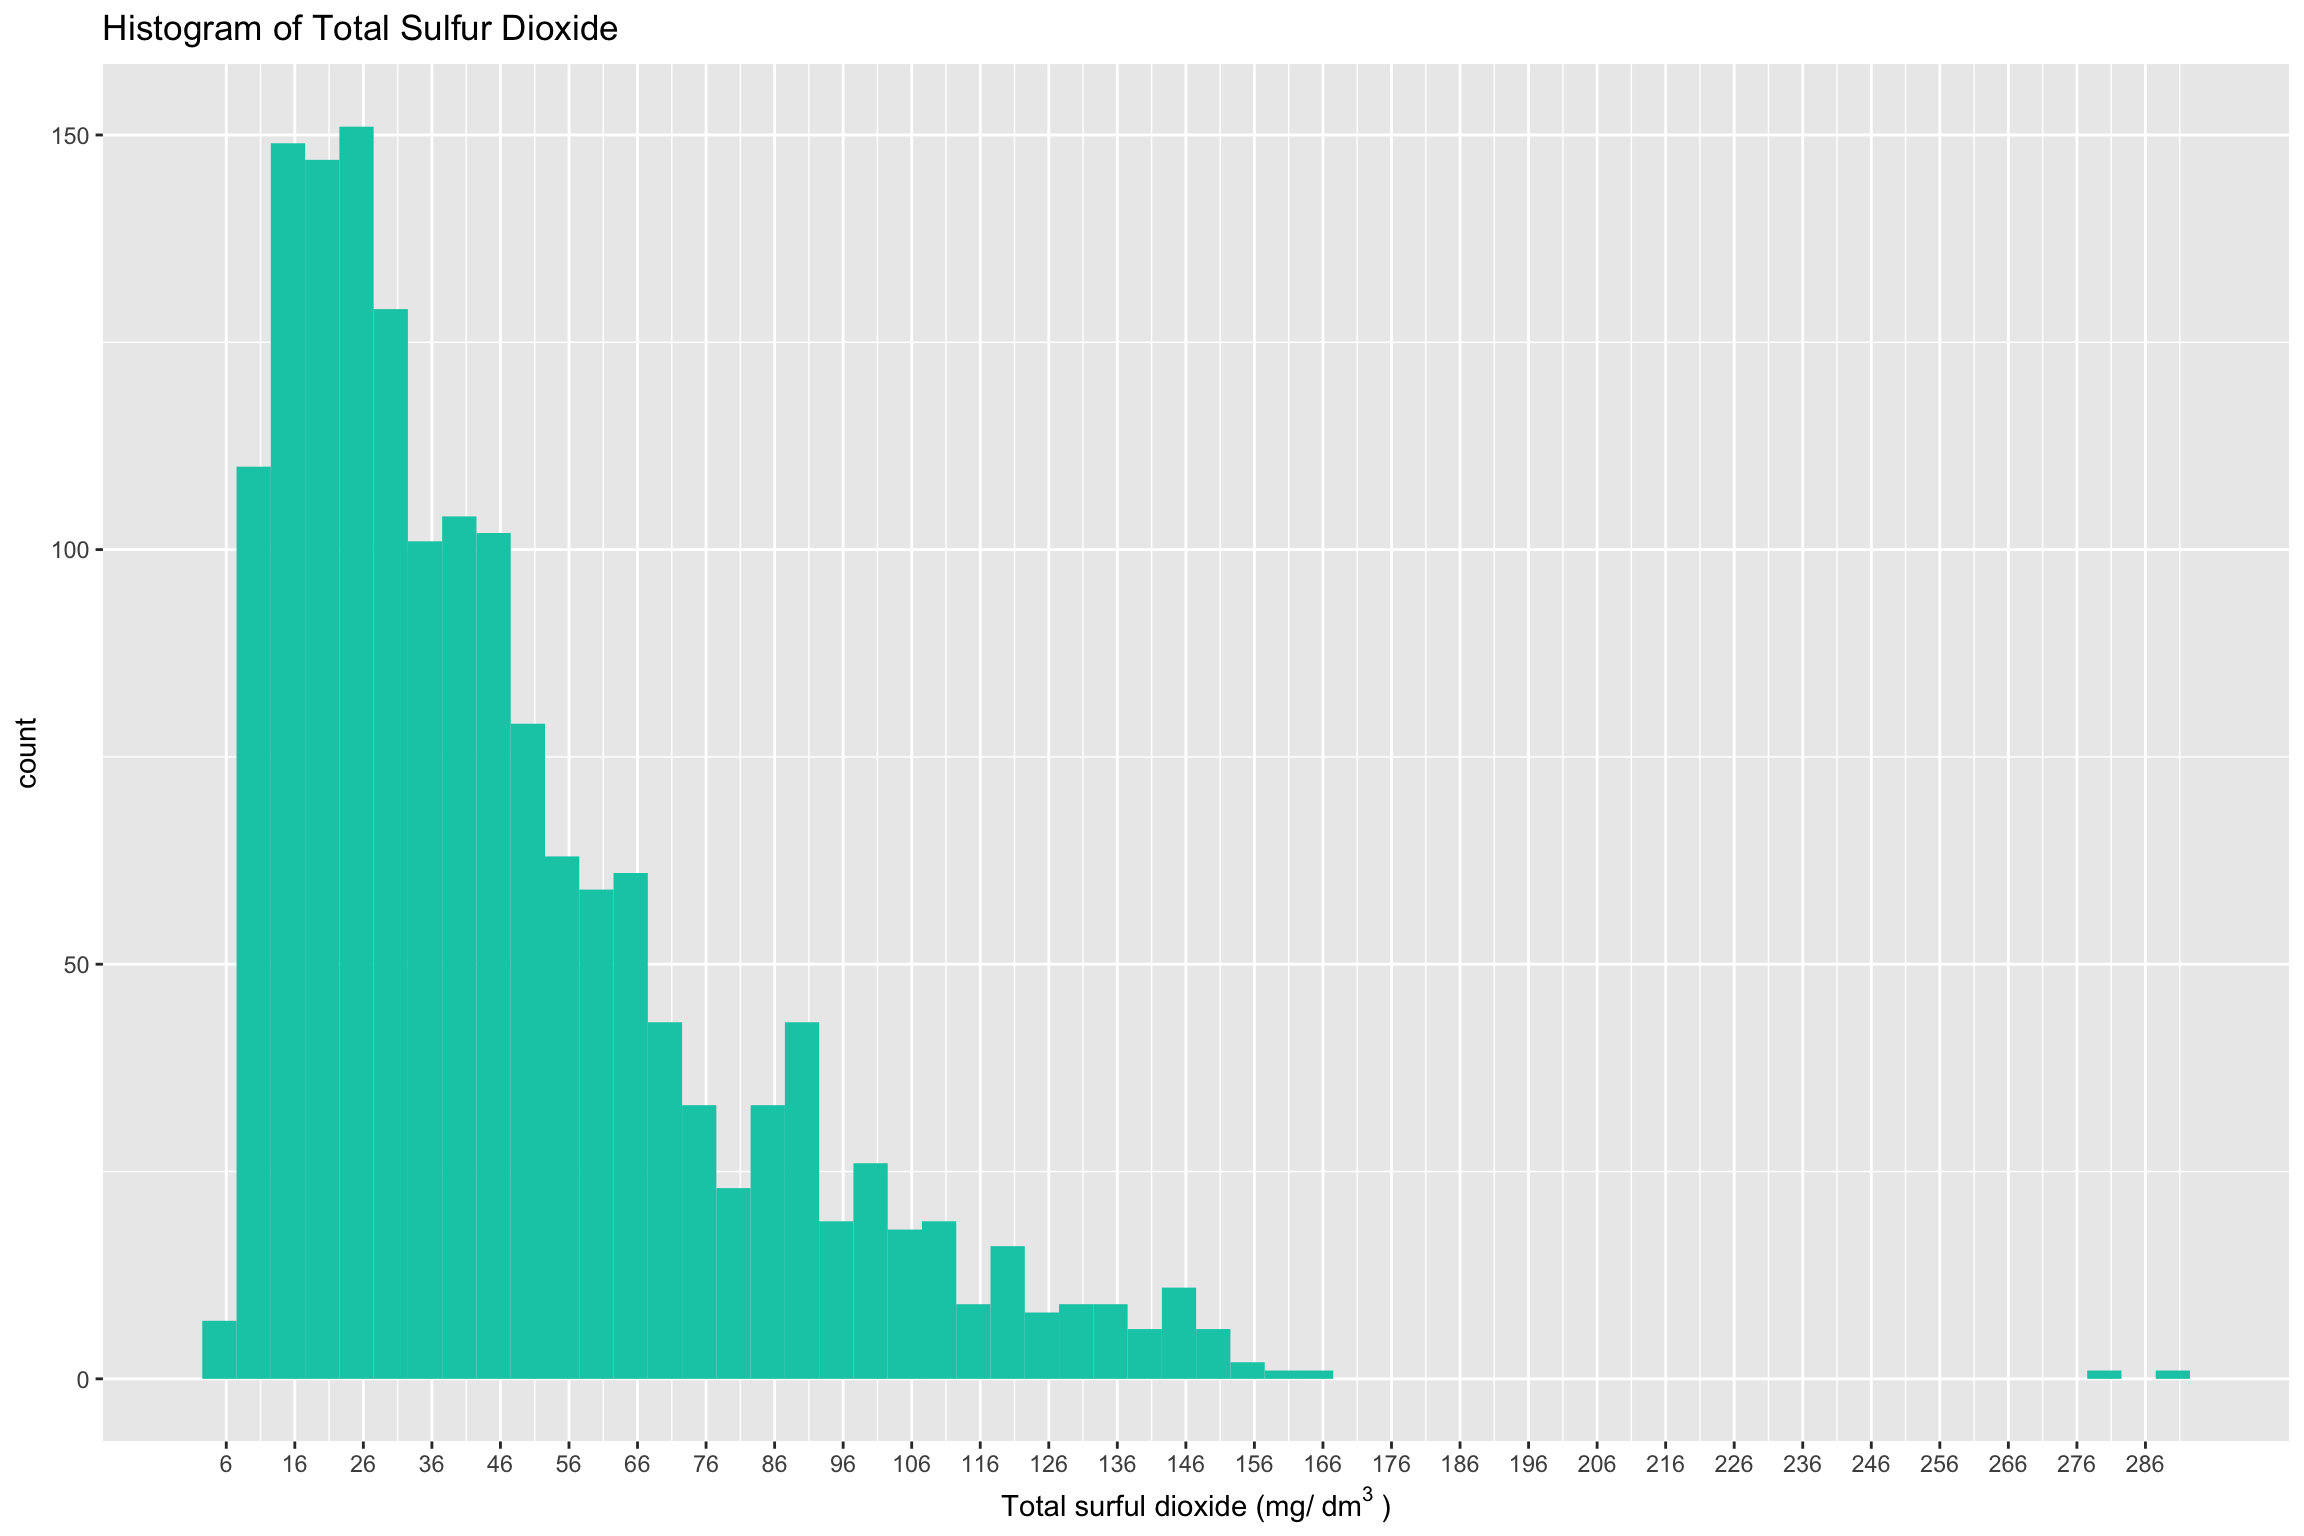 Histogram of Total Sulfur Dioxide
150
100
50
0
count
6 16 26 36 46 56 66 76 86 96 106 116 126 136 146 156 166 176 186 196 206 216 226 236 246 256 266 276 286
Total surful dioxide (mg/ dm³ )